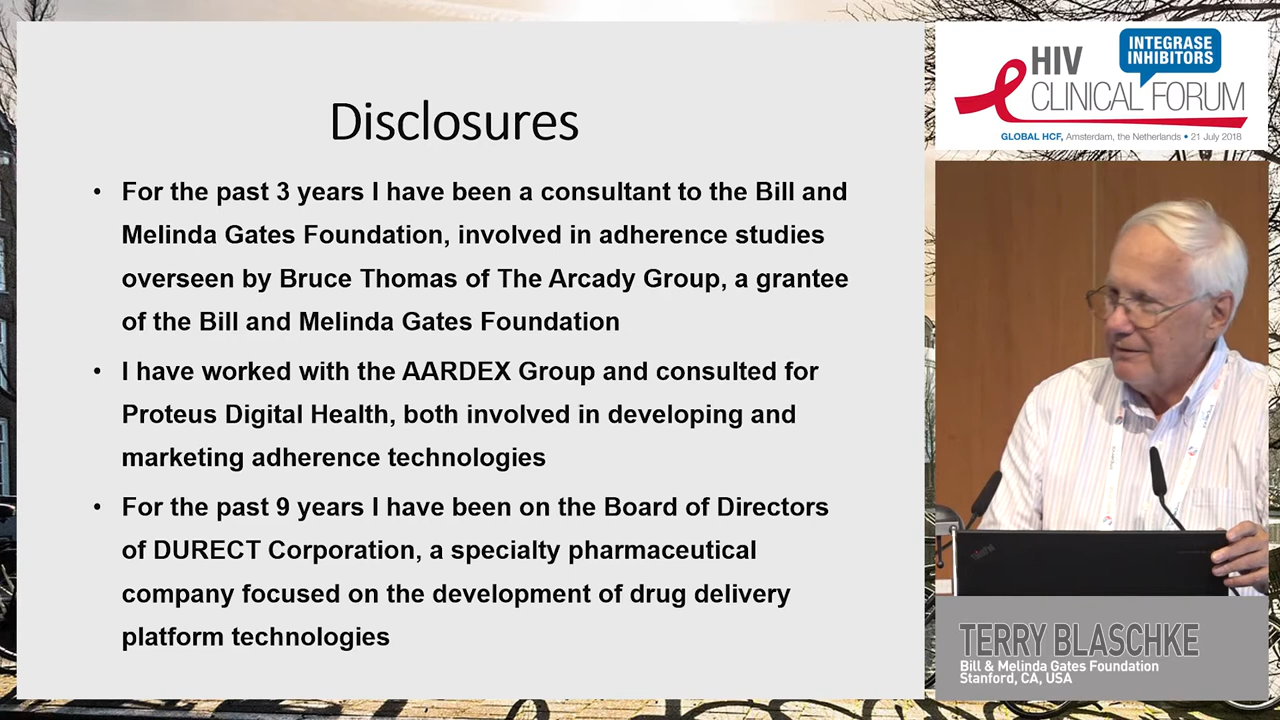 Disclosures
• For the past 3 years I have been a consultant to the Bill and
Melinda Gates Foundation, involved in adherence studies
overseen by Bruce Thomas of The Arcady Group, a grantee
of the Bill and Melinda Gates Foundation
• I have worked with the AARDEX Group and consulted for
Proteus Digital Health, both involved in developing and
marketing adherence technologies
• For the past 9 years I have been on the Board of Directors
of DURECT Corporation, a specialty pharmaceutical
company focused on the development of drug delivery
platform technologies
INTEGRASE
INHIBITORS
HIV
CLINICAL FORUM
GLOBAL HCF, Amsterdam, the Netherlands • 21 July 2018
ThinkPad
TERRY BLASCHKE
Bill & Melinda Gates Foundation
Stanford, CA, USA